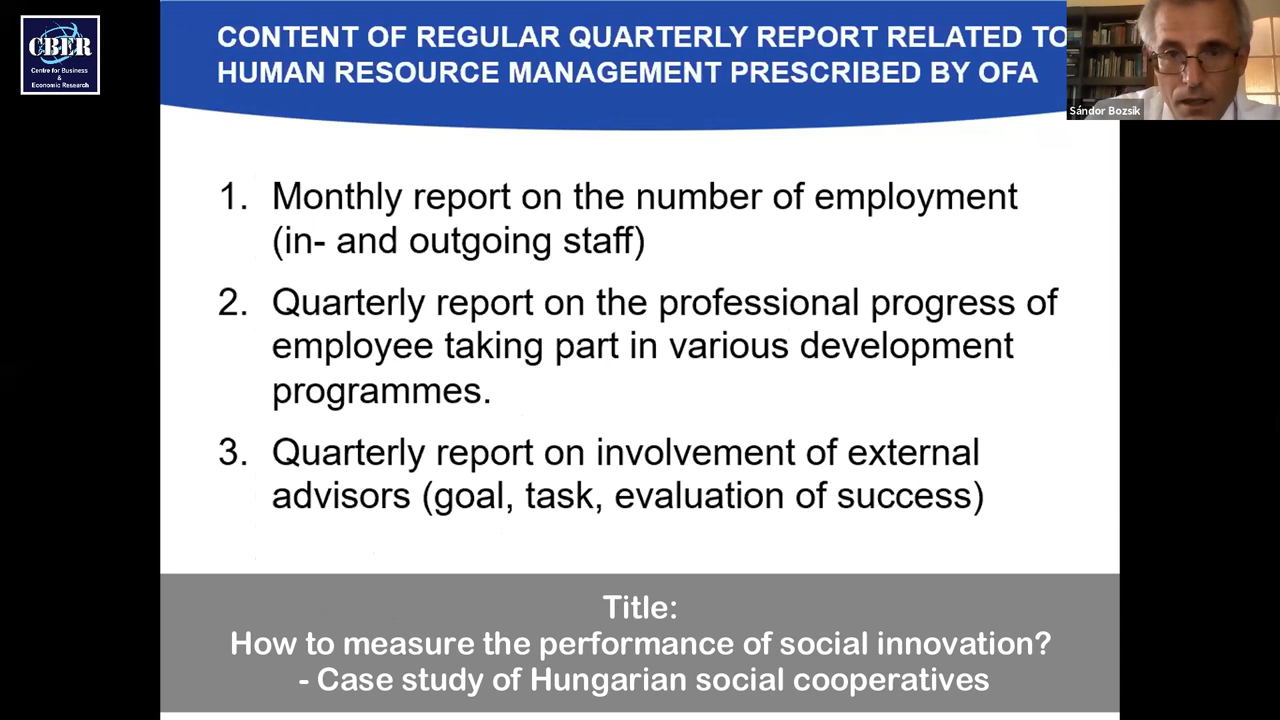 CBER
Centre for Business
&
Economic Research
CONTENT OF REGULAR QUARTERLY REPORT RELATED TO
HUMAN RESOURCE MANAGEMENT PRESCRIBED BY OFA
Sándor Bozsik
1. Monthly report on the number of employment
(in- and outgoing staff)
2. Quarterly report on the professional progress of
employee taking part in various development
programmes.
3. Quarterly report on involvement of external
advisors (goal, task, evaluation of success)
Title:
How to measure the performance of social innovation?
- Case study of Hungarian social cooperatives